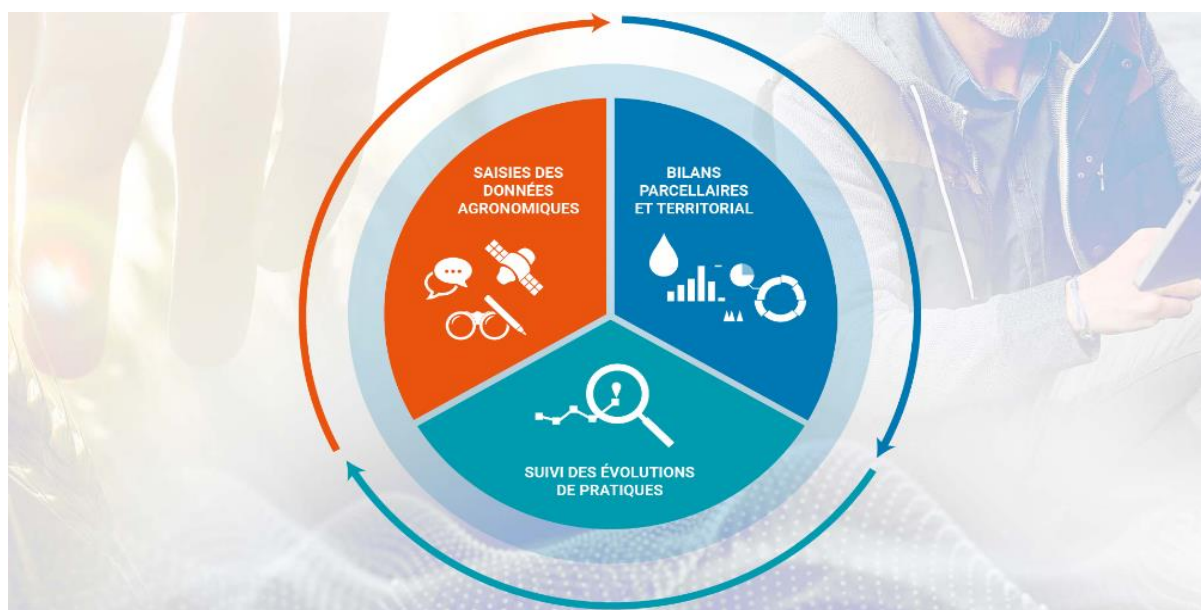 SAISIES DES
DONNÉES
AGRONOMIQUES
BILANS
PARCELLAIRES
ET TERRITORIAL
SUIVI DES ÉVOLUTIONS
DE PRATIQUES